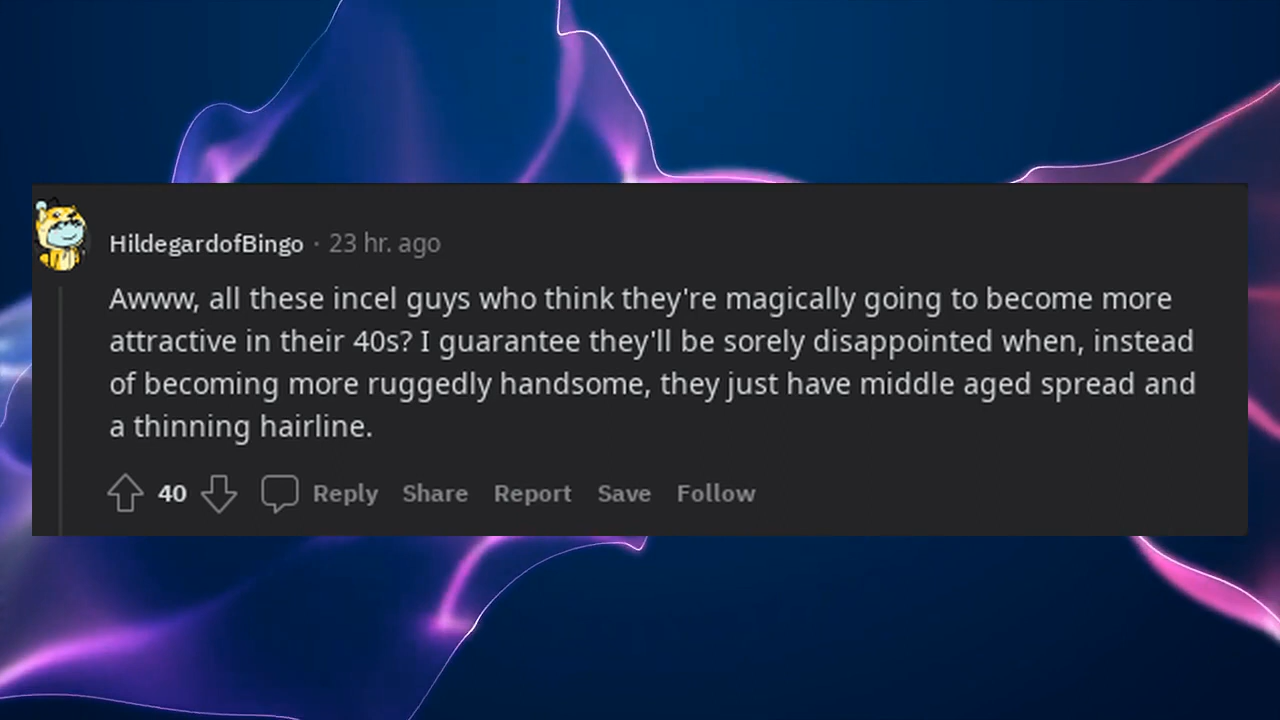 HildegardofBingo · 23 hr. ago
Awww, all these incel guys who think they're magically going to become more
attractive in their 40s? I guarantee they'll be sorely disappointed when, instead
of becoming more ruggedly handsome, they just have middle aged spread and
a thinning hairline.
40 Reply Share Report Save Follow